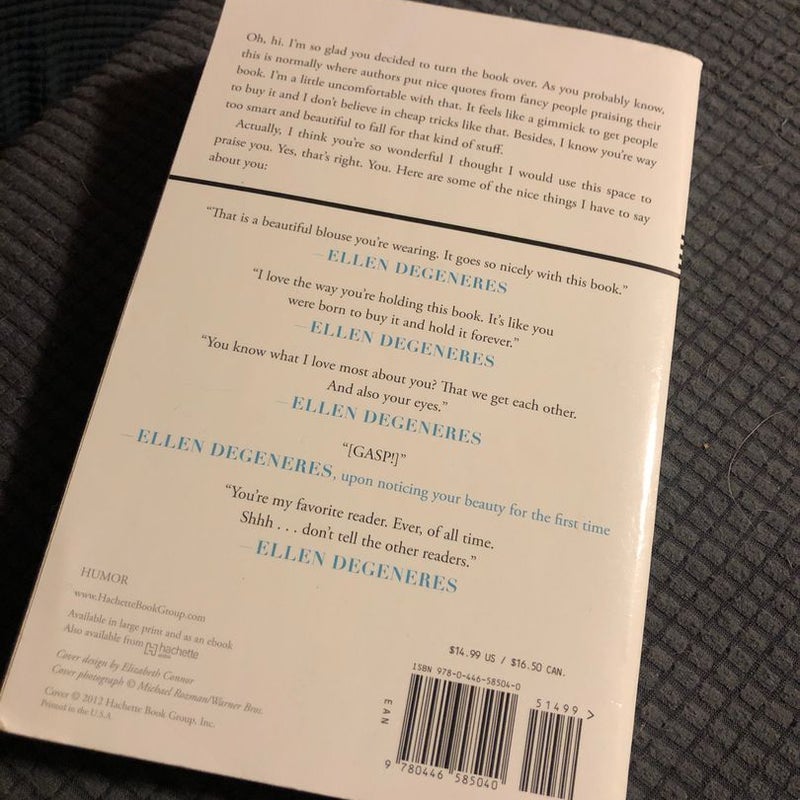 Oh, hi. I'm so glad you decided to turn the book over. As you probably know,
this is normally where authors put nice quotes from fancy people praising their
book. I'm a little uncomfortable with that. It feels like a gimmick to get people
to buy it and I don't believe in cheap tricks like that. Besides, I know you're way
too smart and beautiful to fall for that kind of stuff.
Actually, I think you're so wonderful I thought I would use this space to
praise you. Yes, that's right. You. Here are some of the nice things I have to say
about you:
“That is a beautiful blouse you're wearing. It goes so nicely with this book.”
—ELLEN DEGENERES
“I love the way you're holding this book. It's like you
were born to buy it and hold it forever.”
—ELLEN DEGENERES
“You know what I love most about you? That we get each other.
And also your eyes.”
—ELLEN DEGENERES
“[GASP!]”
—ELLEN DEGENERES, upon noticing your beauty for the first time
“You're my favorite reader. Ever, of all time.
Shhh . . . don't tell the other readers.”
—ELLEN DEGENERES
HUMOR
www.HachetteBookGroup.com
Available in large print and as an ebook
Also available from hachette
Cover design by Elizabeth Connor
Cover photograph © Michael Rozman/Warner Bros.
Cover © 2012 Hachette Book Group, Inc.
Printed in the U.S.A.
$14.99 US / $16.50 CAN.
ISBN 978-0-446-58504-0
51499>
EAN
9 780446 585040